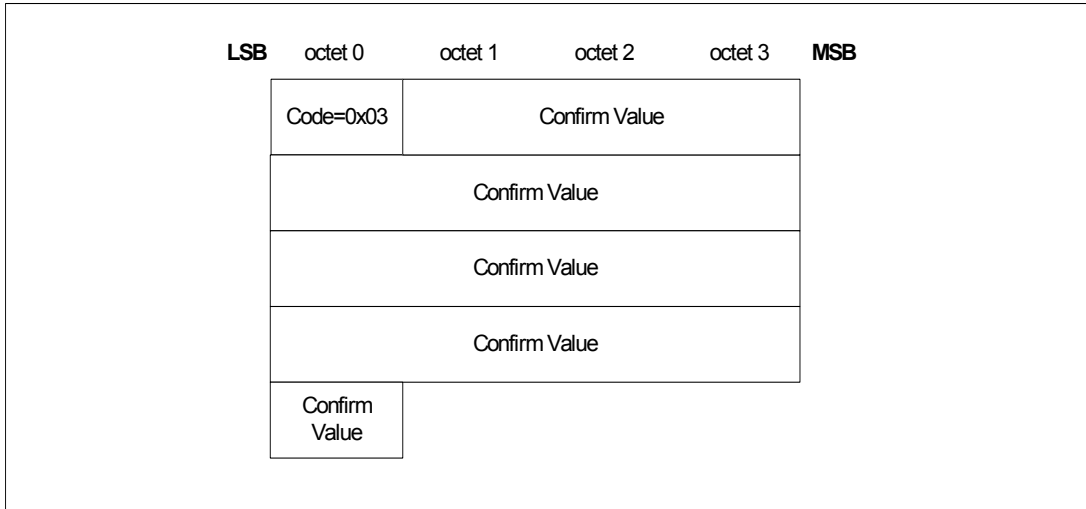 LSB octet 0 octet 1 octet 2 octet 3 MSB
Code=0x03 Confirm Value
Confirm Value
Confirm Value
Confirm Value
Confirm
Value